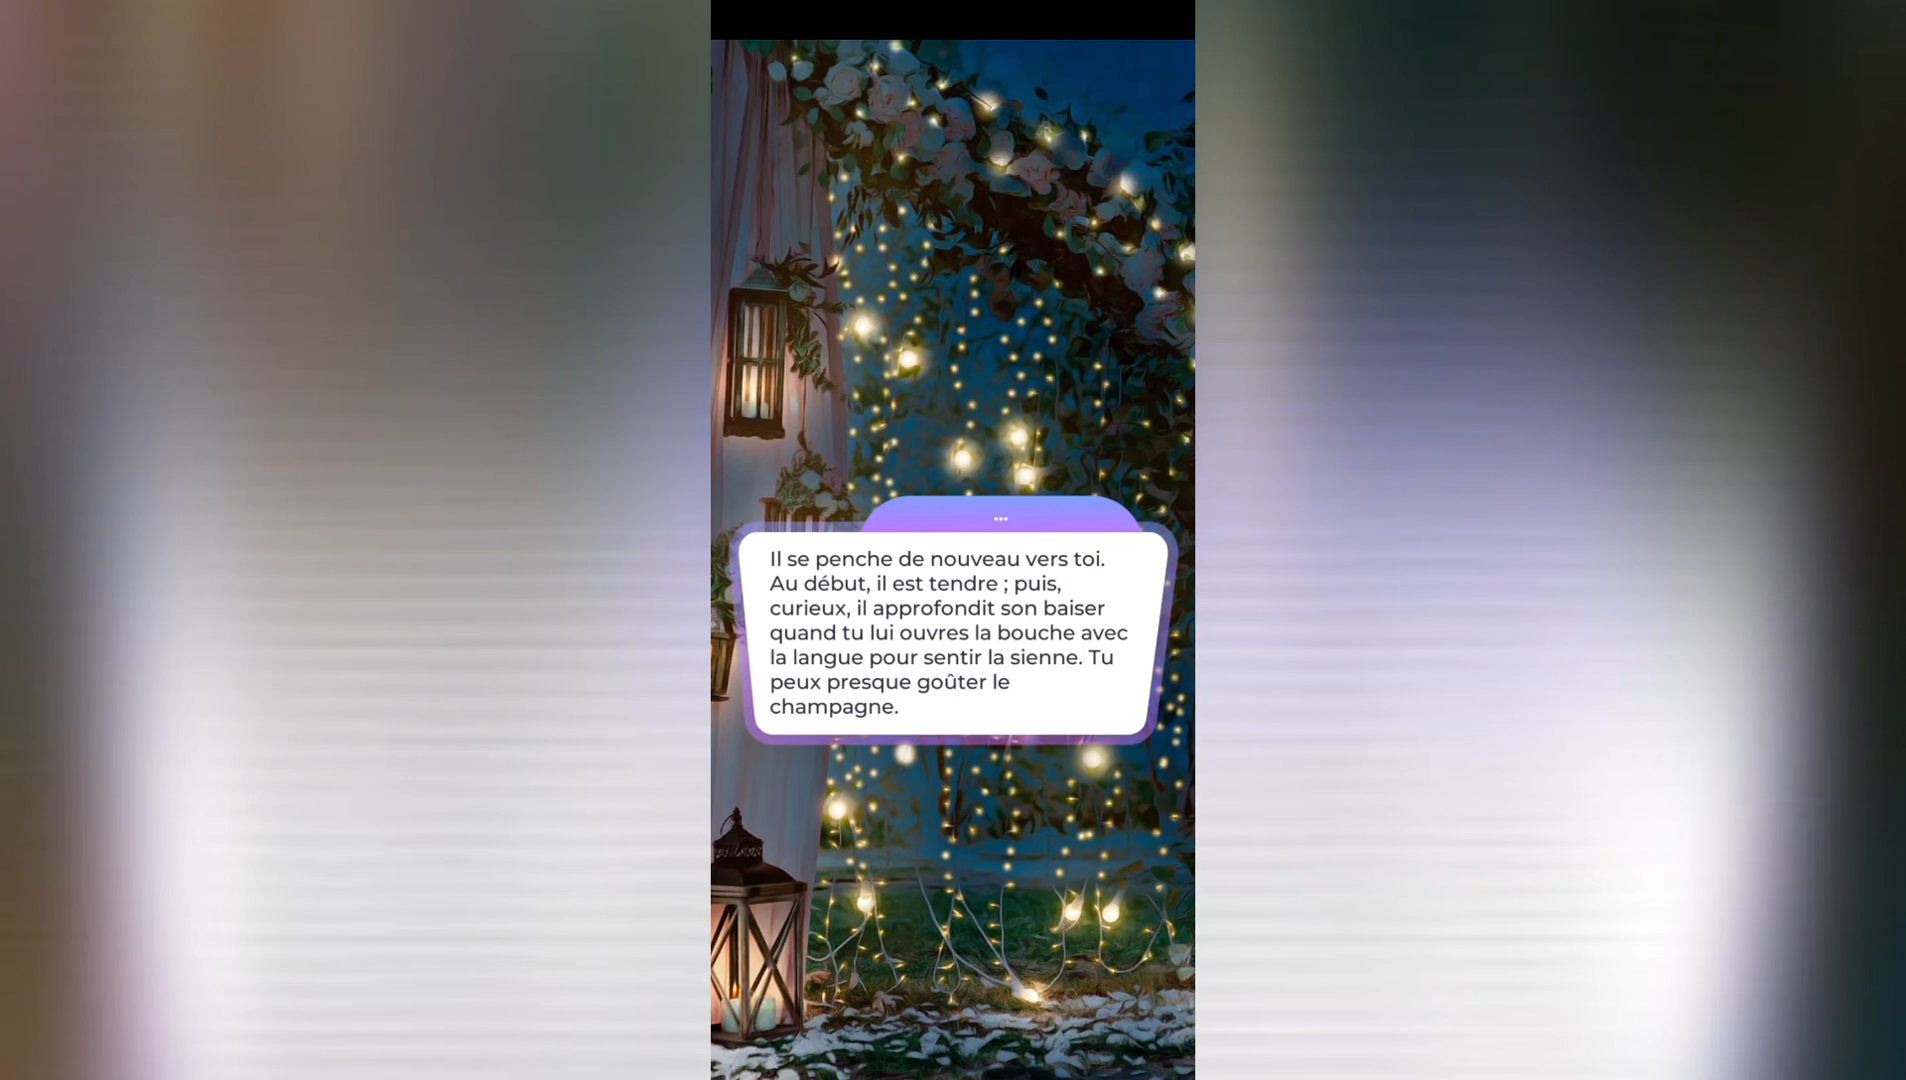 ...
Il se penche de nouveau vers toi.
Au début, il est tendre ; puis,
curieux, il approfondit son baiser
quand tu lui ouvres la bouche avec
la langue pour sentir la sienne. Tu
peux presque goûter le
champagne.